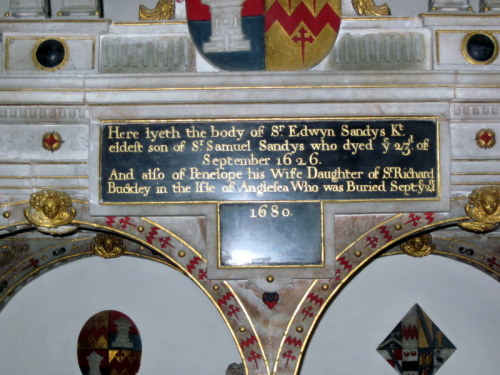 Here lyeth the body of Sr. Edwyn Sandys Kt.
eldest son of Sr. Samuel Sandys who dyed ye 23d. of
September 1626.
And also of Penelope his Wife Daughter of Sr. Richard
Buckley in the Isle of Anglesea Who was Buried Sept. ye
1680.